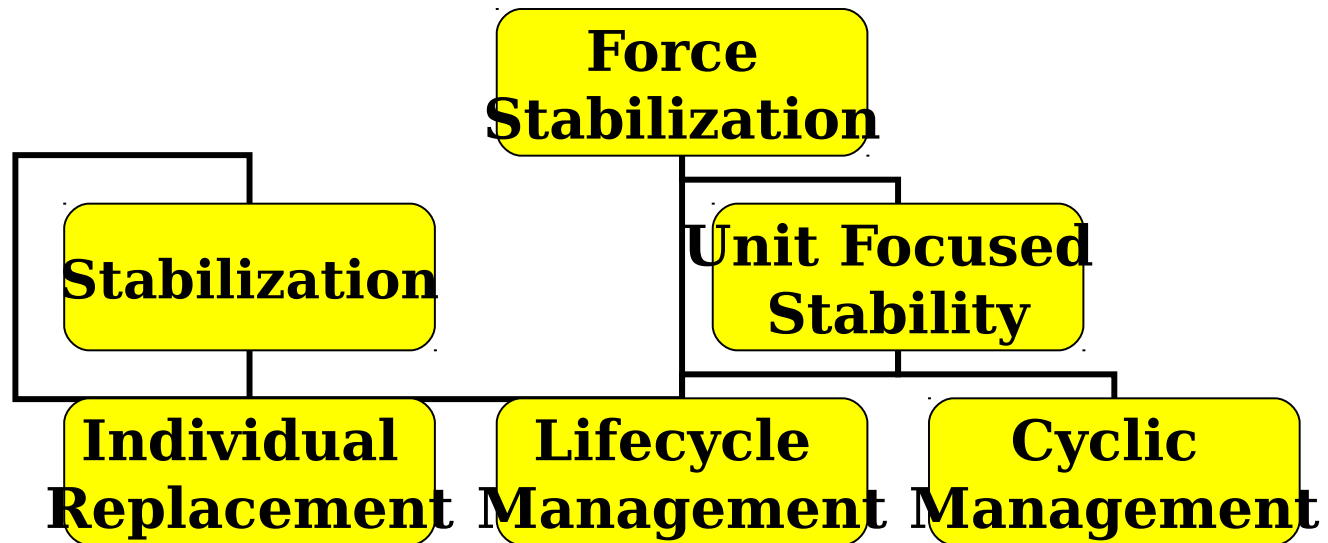 Force
Stabilization
Stabilization
Unit Focused
Stability
Individual
Replacement
Lifecycle
Management
Cyclic
Management